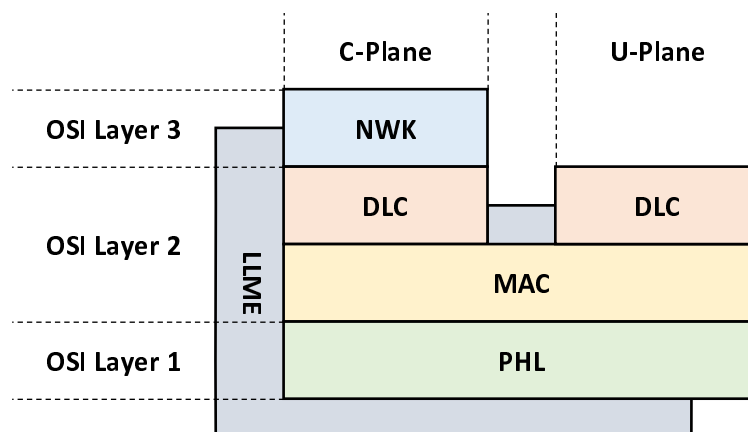 C-Plane
U-Plane
OSI Layer 3
NWK
DLC
DLC
OSI Layer 2
LLME
MAC
OSI Layer 1
PHL